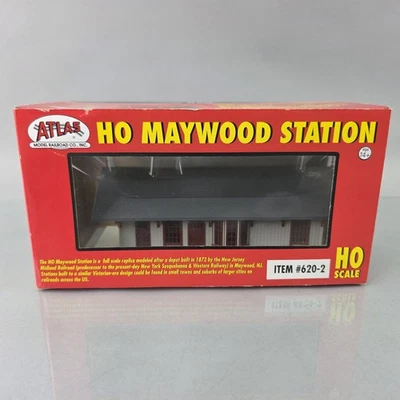 ATLAS
MODEL RAILROAD CO., INC.
HO MAYWOOD STATION
The HO Maywood Station is a full scale replica modeled after a depot built in 1872 by the New Jersey
Midland Railroad (predecessor to the present-day New York Susquehanna & Western Railway) in Maywood, NJ.
Stations built to a similar Victorian-era design could be found in small towns and suburbs of larger cities on
railroads across the US.
ITEM #620-2
HO
SCALE